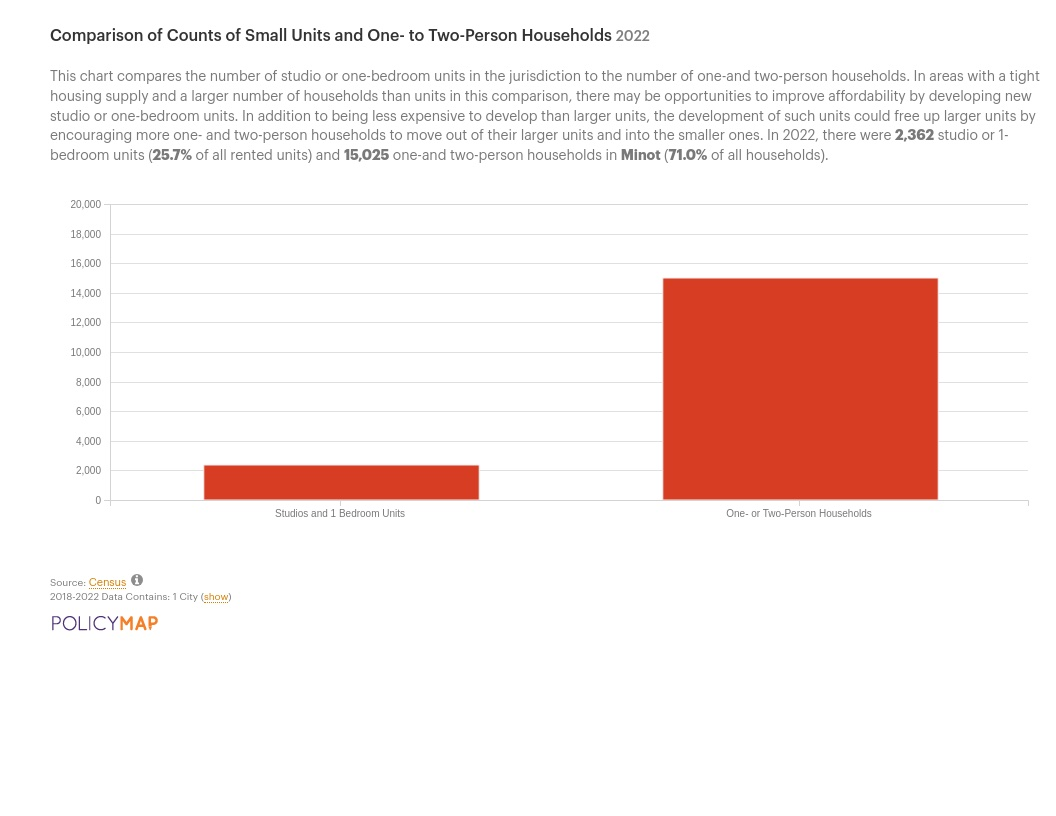 Comparison of Counts of Small Units and One- to Two-Person Households 2022
This chart compares the number of studio or one-bedroom units in the jurisdiction to the number of one-and two-person households. In areas with a tight
housing supply and a larger number of households than units in this comparison, there may be opportunities to improve affordability by developing new
studio or one-bedroom units. In addition to being less expensive to develop than larger units, the development of such units could free up larger units by
encouraging more one- and two-person households to move out of their larger units and into the smaller ones. In 2022, there were 2,362 studio or 1-
bedroom units (25.7% of all rented units) and 15,025 one-and two-person households in Minot (71.0% of all households).
20,000
18,000
16,000
14,000
12,000
10,000
8,000
6,000
4,000
2,000
0
Studios and 1 Bedroom Units One- or Two-Person Households
Source: Census
2018-2022 Data Contains: 1 City (show)
POLICYMAP